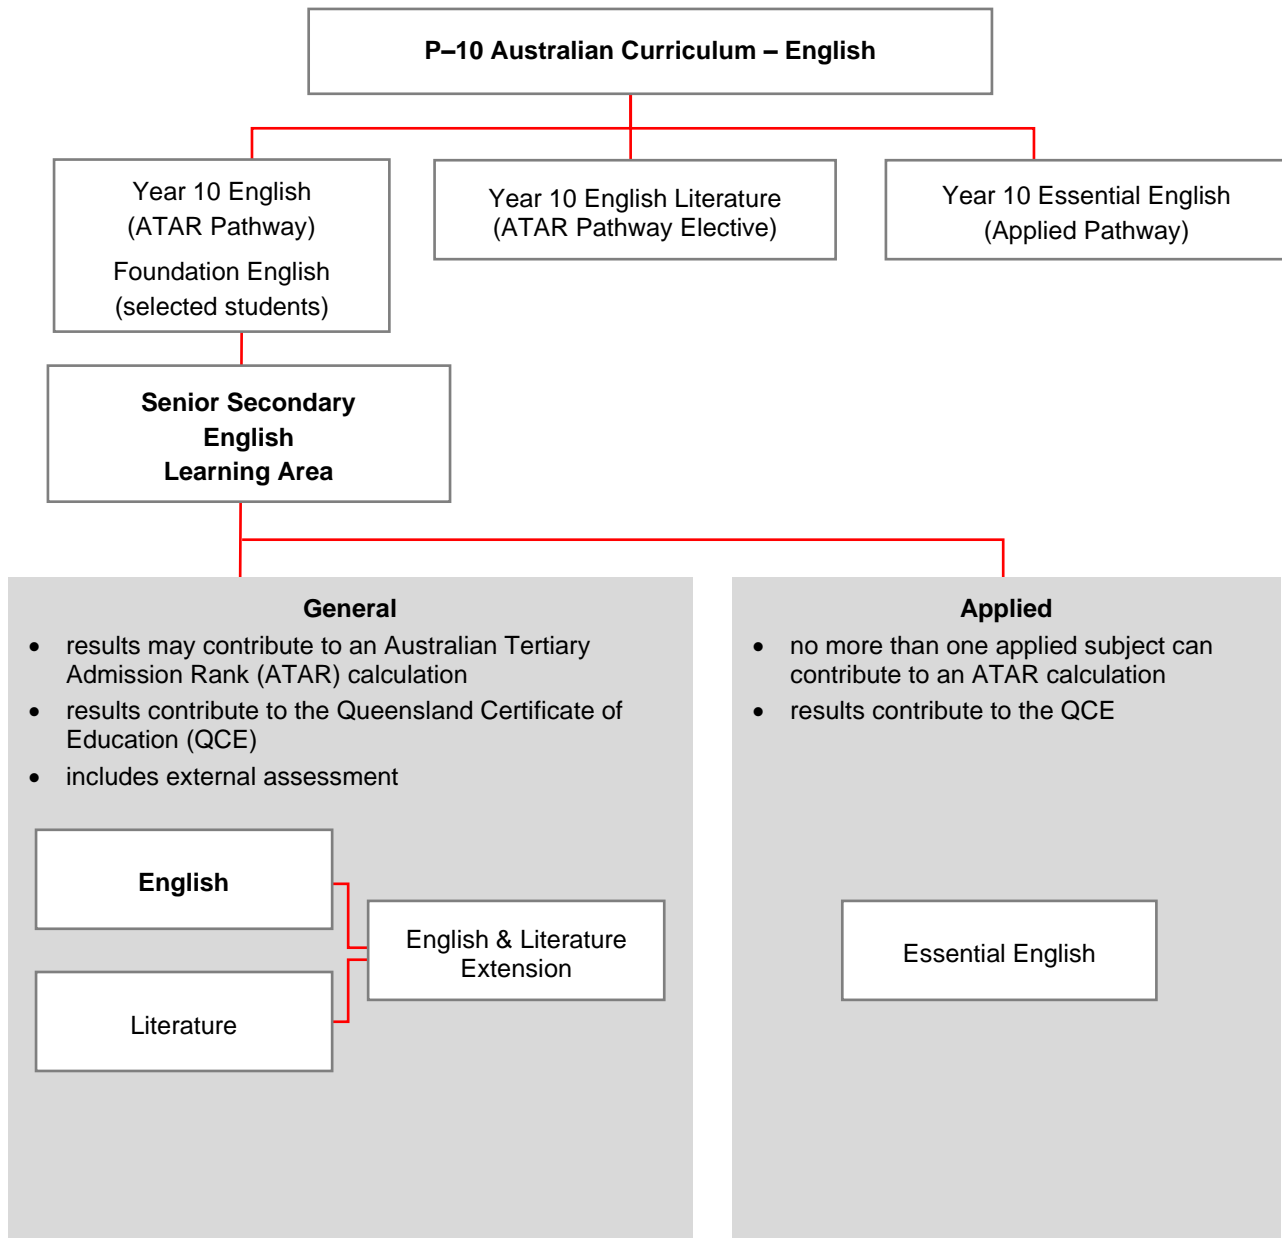 P–10 Australian Curriculum – English
Year 10 English
(ATAR Pathway)
Foundation English
(selected students)
Year 10 English Literature
(ATAR Pathway Elective)
Year 10 Essential English
(Applied Pathway)
Senior Secondary
English
Learning Area
General
• results may contribute to an Australian Tertiary
Admission Rank (ATAR) calculation
• results contribute to the Queensland Certificate of
Education (QCE)
• includes external assessment
English
Literature
English & Literature
Extension
Applied
• no more than one applied subject can
contribute to an ATAR calculation
• results contribute to the QCE
Essential English